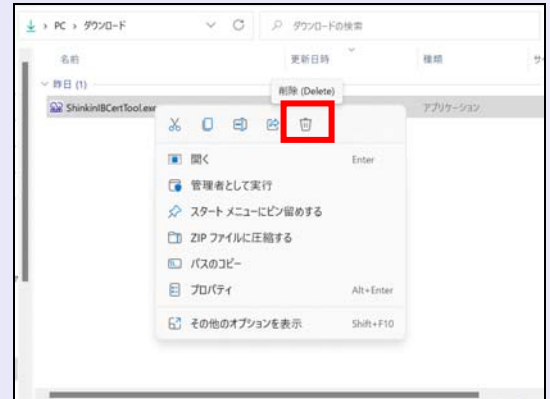 PC > ダウンロード
ダウンロードの検索
名前 更新日時 種類
昨日 (1)
削除 (Delete)
ShinkinIBCertTool.exe アプリケーション
開く Enter
管理者として実行
スタート メニューにピン留めする
ZIP ファイルに圧縮する
パスのコピー
プロパティ Alt+Enter
その他のオプションを表示 Shift+F10